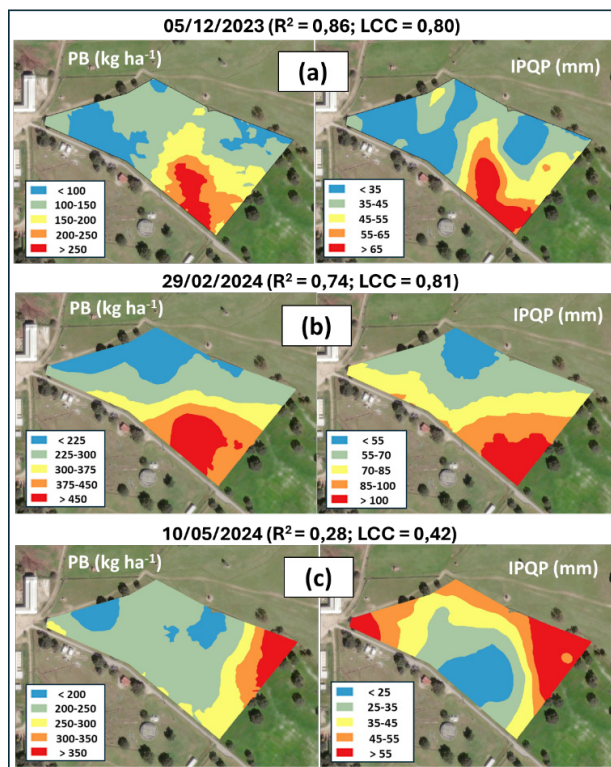 05/12/2023 (R² = 0,86; LCC = 0,80)
PB (kg ha⁻¹)
(a)
IPQP (mm)
< 100
100-150
150-200
200-250
> 250
< 35
35-45
45-55
55-65
> 65
29/02/2024 (R² = 0,74; LCC = 0,81)
PB (kg ha⁻¹)
(b)
IPQP (mm)
< 225
225-300
300-375
375-450
> 450
< 55
55-70
70-85
85-100
> 100
10/05/2024 (R² = 0,28; LCC = 0,42)
PB (kg ha⁻¹)
(c)
IPQP (mm)
< 200
200-250
250-300
300-350
> 350
< 25
25-35
35-45
45-55
> 55